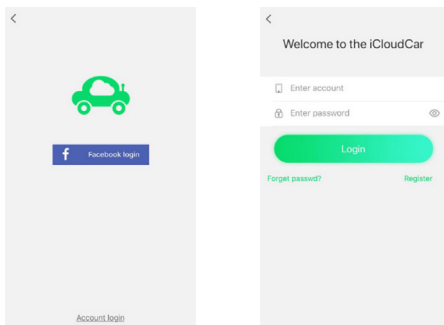 Facebook login
Account login
Welcome to the iCloudCar
Enter account
Enter password
Login
Forget passwd?
Register